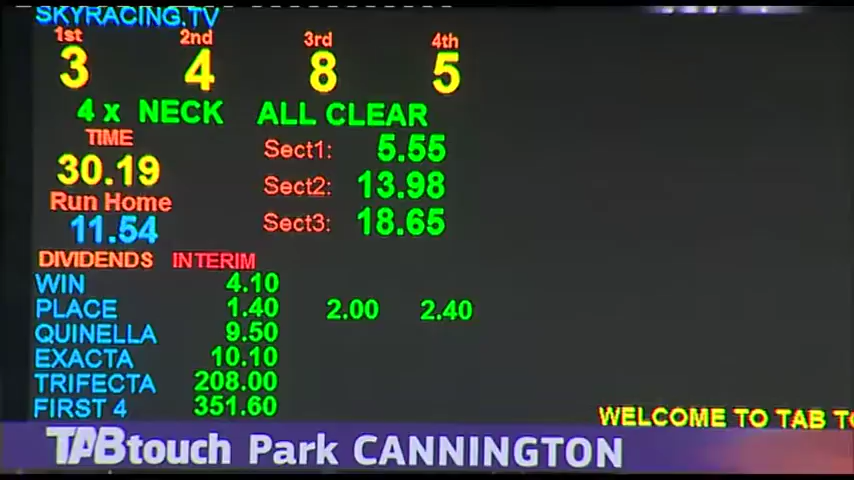 SKYRACING.TV
1st 2nd 3rd 4th
3 4 8 5
4 x NECK ALL CLEAR
TIME
30.19
Run Home
11.54
Sect1: 5.55
Sect2: 13.98
Sect3: 18.65
DIVIDENDS INTERIM
WIN 4.10
PLACE 1.40 2.00 2.40
QUINELLA 9.50
EXACTA 10.10
TRIFECTA 208.00
FIRST 4 351.60
WELCOME TO TAB
TABtouch Park CANNINGTON